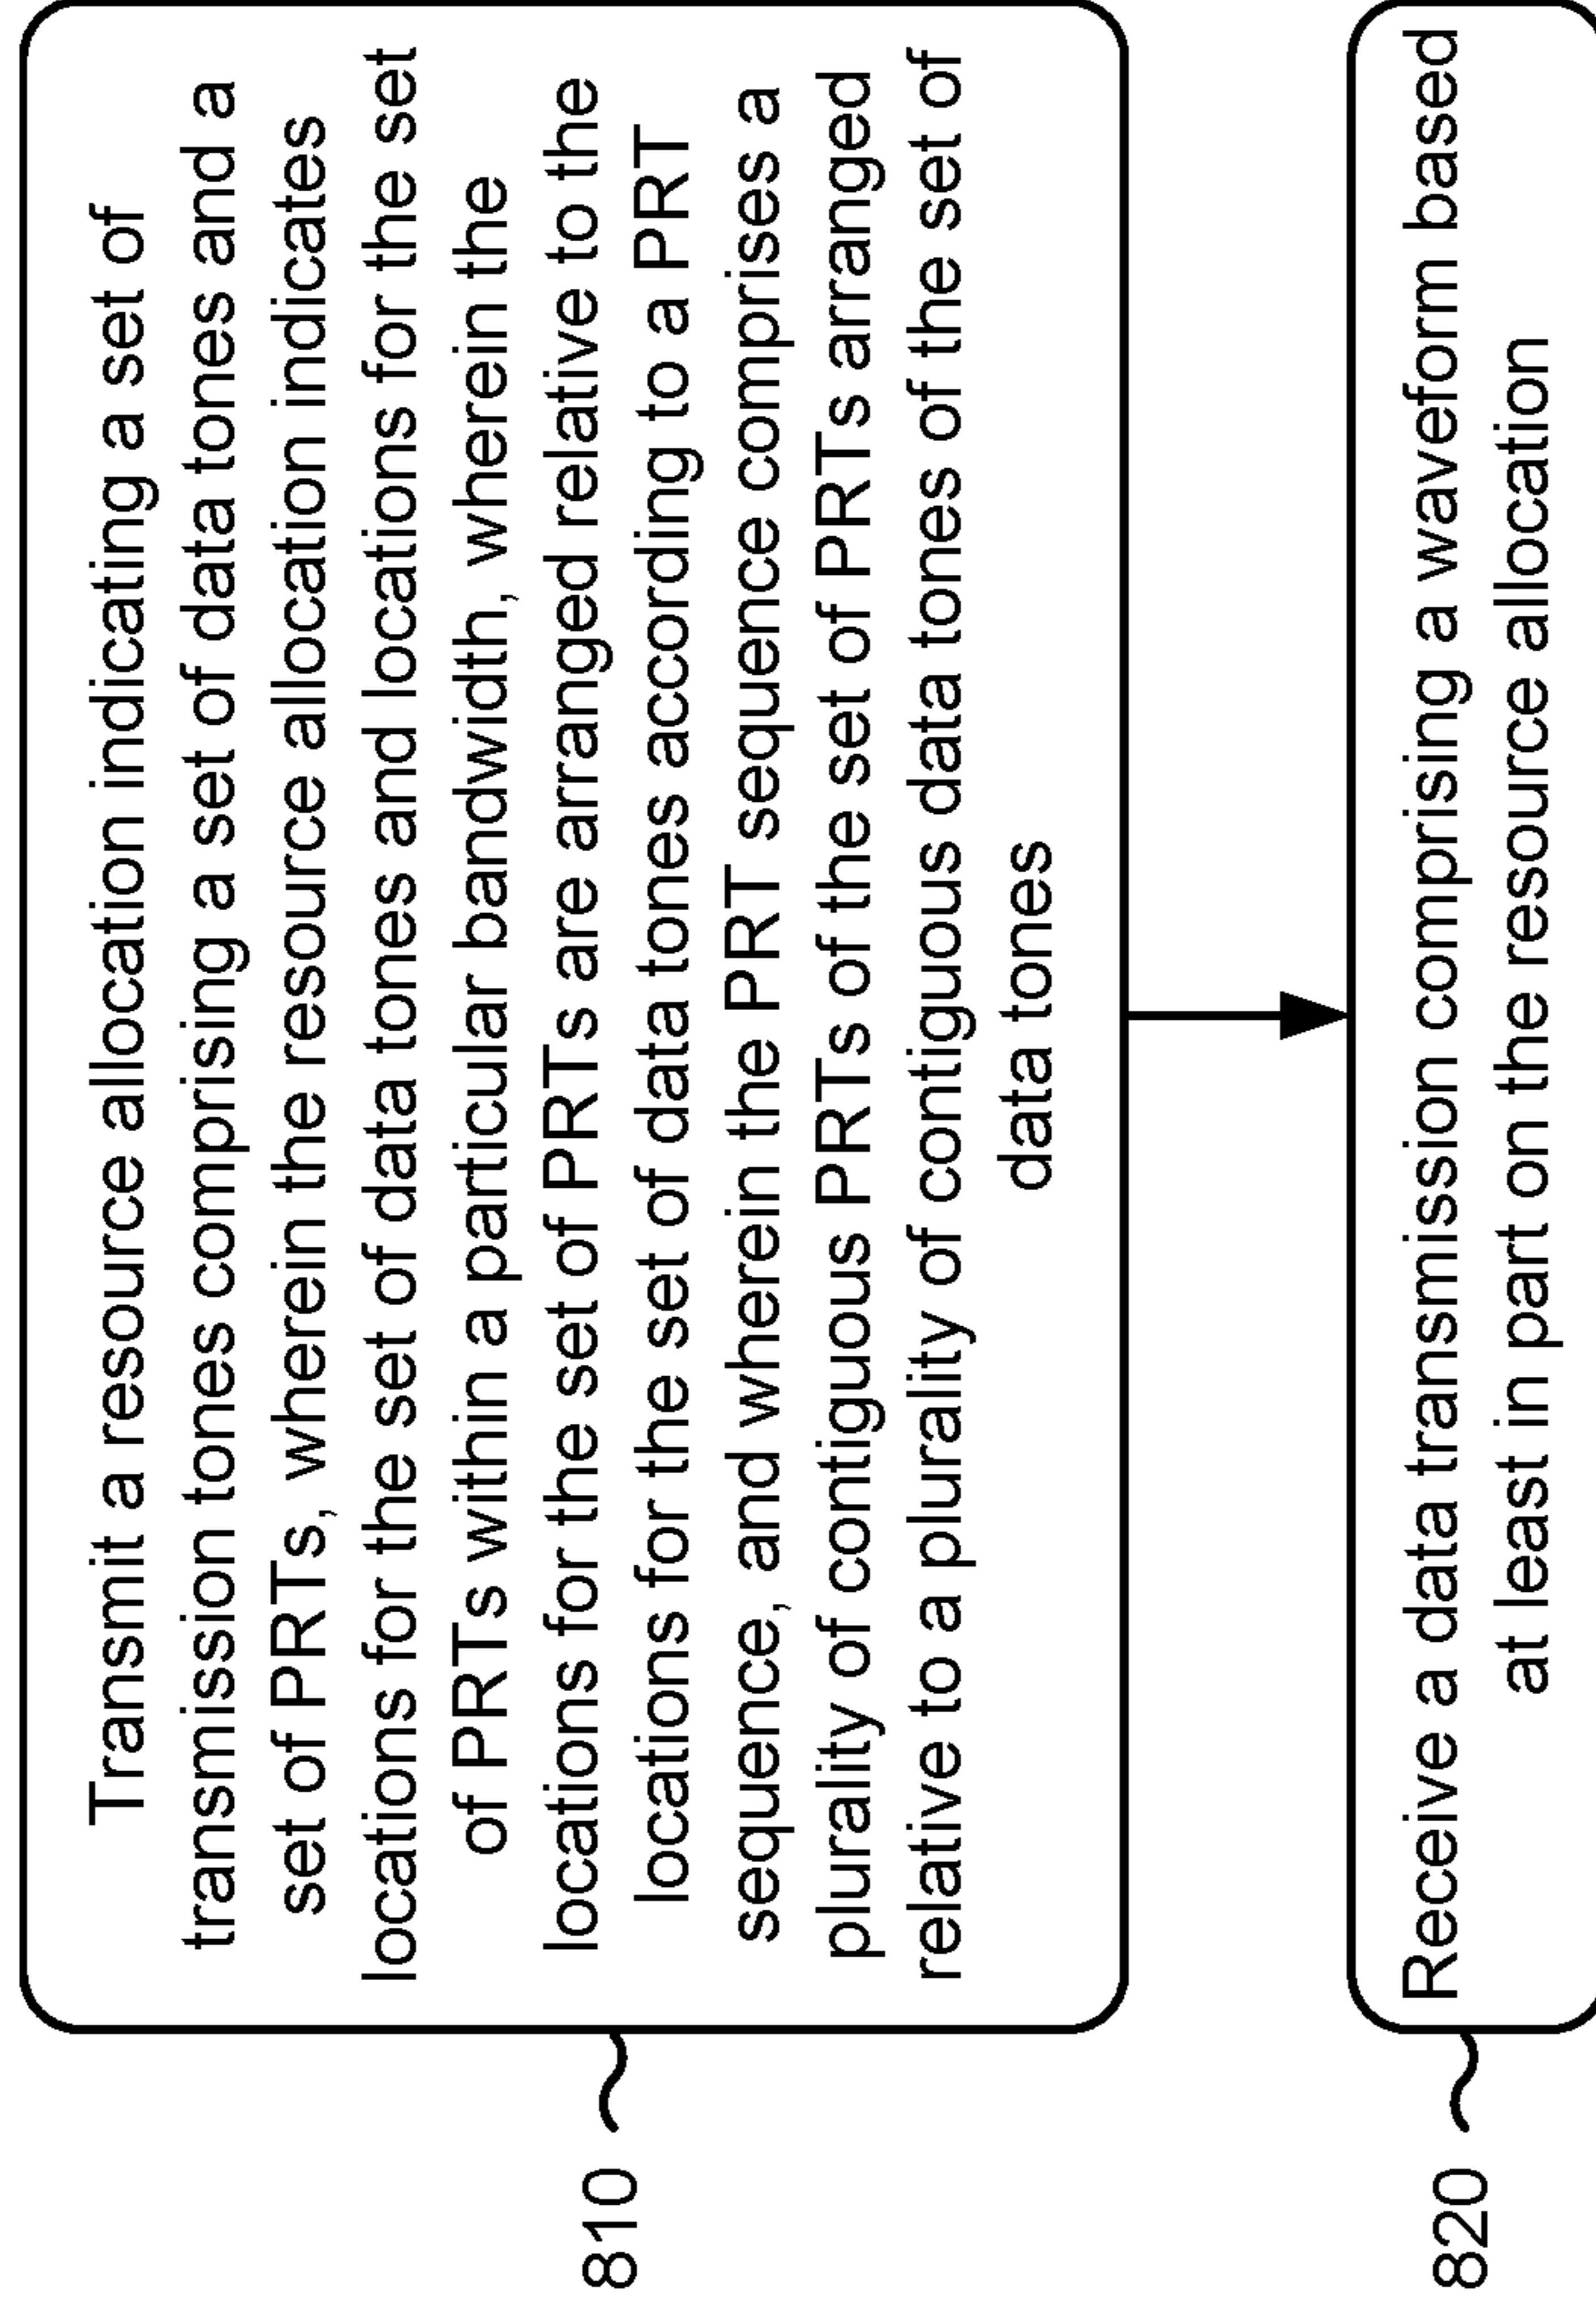 Transmit a resource allocation indicating a set of
transmission tones comprising a set of data tones and a
set of PRTs, wherein the resource allocation indicates
locations for the set of data tones and locations for the set
of PRTs within a particular bandwidth, wherein the
locations for the set of PRTs are arranged relative to the
locations for the set of data tones according to a PRT
sequence, and wherein the PRT sequence comprises a
plurality of contiguous PRTs of the set of PRTs arranged
relative to a plurality of contiguous data tones of the set of
data tones
810
Receive a data transmission comprising a waveform based
at least in part on the resource allocation
820